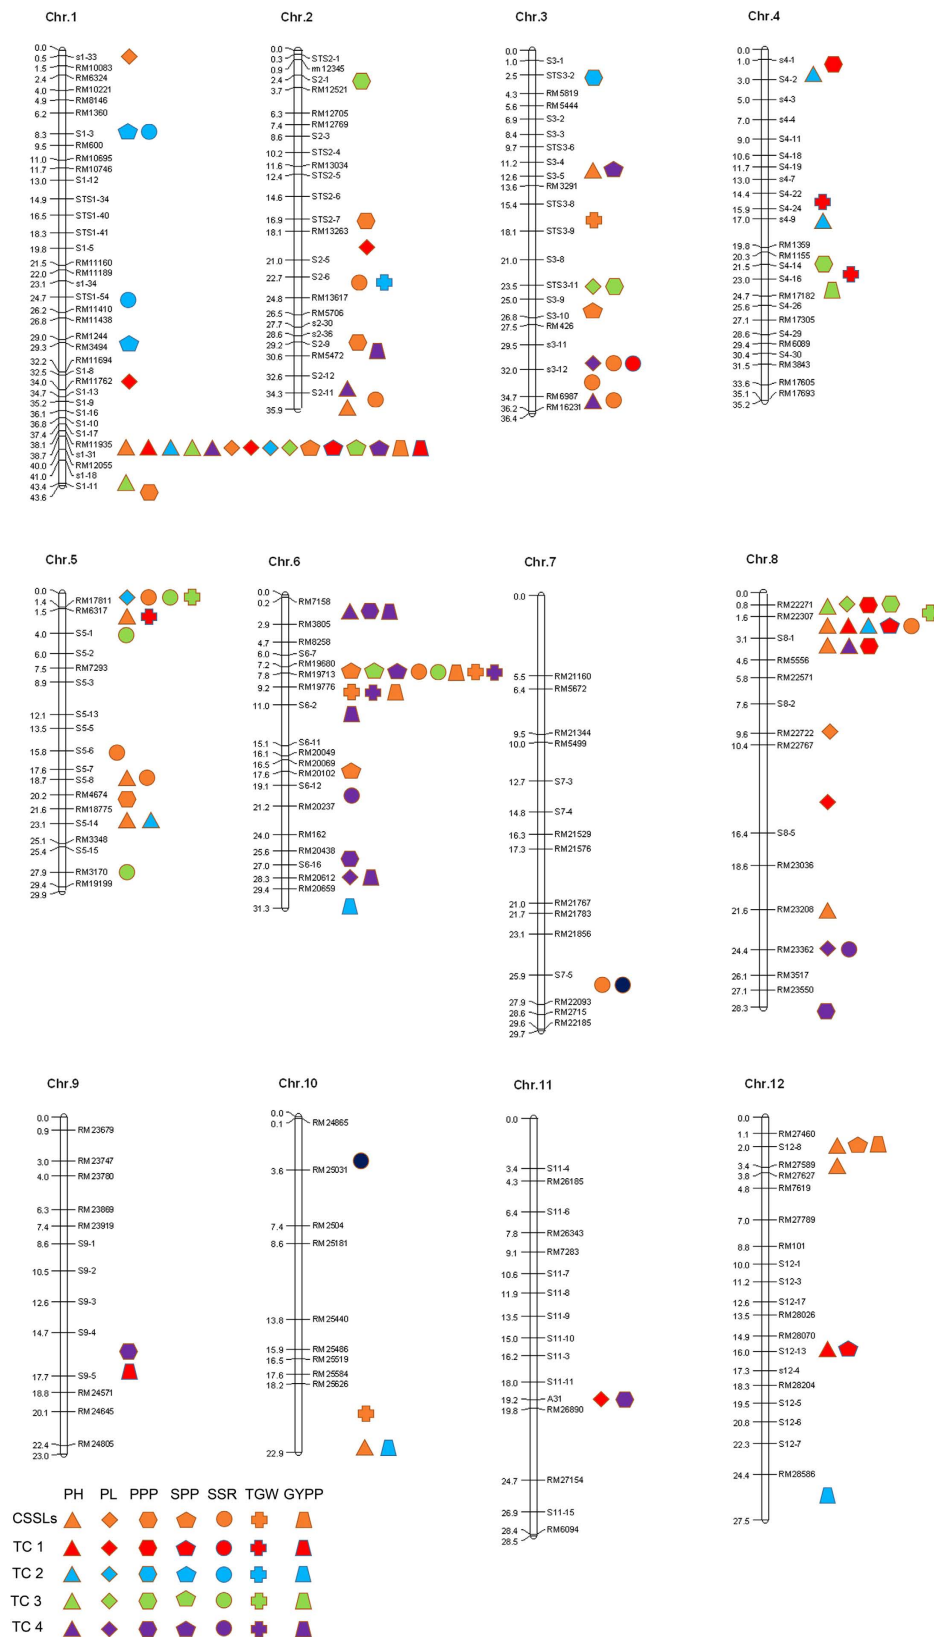 Chr.1
0.0
0.5 s1-33
1.5 RM10083
2.4 RM6324
4.0 RM10221
4.9 RM8146
6.2 RM1360
8.3 S1-3
9.5 RM600
11.0 RM10695
11.7 RM10746
13.0 S1-12
14.9 STS1-34
16.5 STS1-40
18.3 STS1-41
19.8 S1-5
21.5 RM11160
22.0 RM11189
23.1 s1-34
24.7 STS1-54
26.2 RM11410
26.8 RM11438
29.0 RM1244
29.3 RM3494
32.2 RM11694
32.5 S1-8
34.0 RM11762
34.7 S1-13
35.2 S1-9
36.1 S1-16
36.8 S1-10
37.4 S1-17
38.1 RM11935
38.7 s1-31
40.0 RM12055
41.0 s1-18
43.4 S1-11
43.6
Chr.2
0.0
0.3 STS2-1
0.9 rm12345
2.4 S2-1
3.7 RM12521
6.3 RM12705
7.4 RM12769
8.6 S2-3
10.2 STS2-4
11.6 RM13034
12.4 STS2-5
14.6 STS2-6
16.9 STS2-7
18.1 RM13263
21.0 S2-5
22.7 S2-6
24.8 RM13617
26.5 RM5706
27.7 s2-30
28.6 s2-36
29.2 S2-9
30.6 RM5472
32.6 S2-12
34.3 S2-11
35.9
Chr.3
0.0
1.0 S3-1
2.5 STS3-2
4.3 RM5819
5.6 RM5444
6.9 S3-2
8.4 S3-3
9.7 STS3-6
11.2 S3-4
12.6 S3-5
13.6 RM3291
15.4 STS3-8
18.1 STS3-9
21.0 S3-8
23.5 STS3-11
25.0 S3-9
26.8 S3-10
27.5 RM426
29.5 s3-11
32.0 s3-12
34.7 RM6987
36.2 RM16231
36.4
Chr.4
0.0
1.0 s4-1
3.0 S4-2
5.0 s4-3
7.0 s4-4
9.0 S4-11
10.6 S4-18
11.7 S4-19
13.0 s4-7
14.4 S4-22
15.9 S4-24
17.0 s4-9
19.8 RM1359
20.3 RM1155
21.5 S4-14
23.0 S4-16
24.7 RM17182
25.6 S4-26
27.1 RM17305
28.6 S4-29
29.4 RM6089
30.4 S4-30
31.5 RM3843
33.6 RM17605
35.1 RM17693
35.2
Chr.5
0.0
1.4 RM17811
1.5 RM6317
4.0 S5-1
6.0 S5-2
7.5 RM7293
8.9 S5-3
12.1 S5-13
13.5 S5-5
15.8 S5-6
17.6 S5-7
18.7 S5-8
20.2 RM4674
21.6 RM18775
23.1 S5-14
25.1 RM3348
25.4 S5-15
27.9 RM3170
29.4 RM19199
29.9
Chr.6
0.0
0.2 RM7158
2.9 RM3805
4.7 RM8258
6.0 S6-7
7.2 RM19680
7.8 RM19713
9.2 RM19776
11.0 S6-2
15.1 S6-11
16.1 RM20049
16.5 RM20069
17.6 RM20102
19.1 S6-12
21.2 RM20237
24.0 RM162
25.6 RM20438
27.0 S6-16
28.3 RM20612
29.4 RM20659
31.3
Chr.7
0.0
5.5 RM21160
6.4 RM5672
9.5 RM21344
10.0 RM5499
12.7 S7-3
14.8 S7-4
16.3 RM21529
17.3 RM21576
21.0 RM21767
21.7 RM21783
23.1 RM21856
25.9 S7-5
27.9 RM22093
28.6 RM2715
29.6 RM22185
29.7
Chr.8
0.0
0.8 RM22271
1.6 RM22307
3.1 S8-1
4.6 RM5556
5.8 RM22571
7.6 S8-2
9.6 RM22722
10.4 RM22767
16.4 S8-5
18.6 RM23036
21.6 RM23208
24.4 RM23362
26.1 RM3517
27.1 RM23550
28.3
Chr.9
0.0
0.9 RM23679
3.0 RM23747
4.0 RM23780
6.3 RM23869
7.4 RM23919
8.6 S9-1
10.5 S9-2
12.6 S9-3
14.7 S9-4
17.7 S9-5
18.8 RM24571
20.1 RM24645
22.4 RM24805
23.0
Chr.10
0.0
0.1 RM24865
3.6 RM25031
7.4 RM2504
8.6 RM25181
13.8 RM25440
15.9 RM25486
16.5 RM25519
17.6 RM25584
18.2 RM25626
22.9
Chr.11
0.0
3.4 S11-4
4.3 RM26185
6.4 S11-6
7.8 RM26343
9.1 RM7283
10.6 S11-7
11.9 S11-8
13.5 S11-9
15.0 S11-10
16.2 S11-3
18.0 S11-11
19.2 A31
19.8 RM26890
24.7 RM27154
26.9 S11-15
28.4 RM6094
28.5
Chr.12
0.0
1.1 RM27460
2.0 S12-8
3.4 RM27589
3.8 RM27627
4.8 RM7619
7.0 RM27789
8.8 RM101
10.0 S12-1
11.2 S12-3
12.6 S12-17
13.5 RM28026
14.9 RM28070
16.0 S12-13
17.3 s12-4
18.3 RM28204
19.5 S12-5
20.8 S12-6
22.3 S12-7
24.4 RM28586
27.5
PH PL PPP SPP SSR TGW GYPP
CSSLs
TC 1
TC 2
TC 3
TC 4